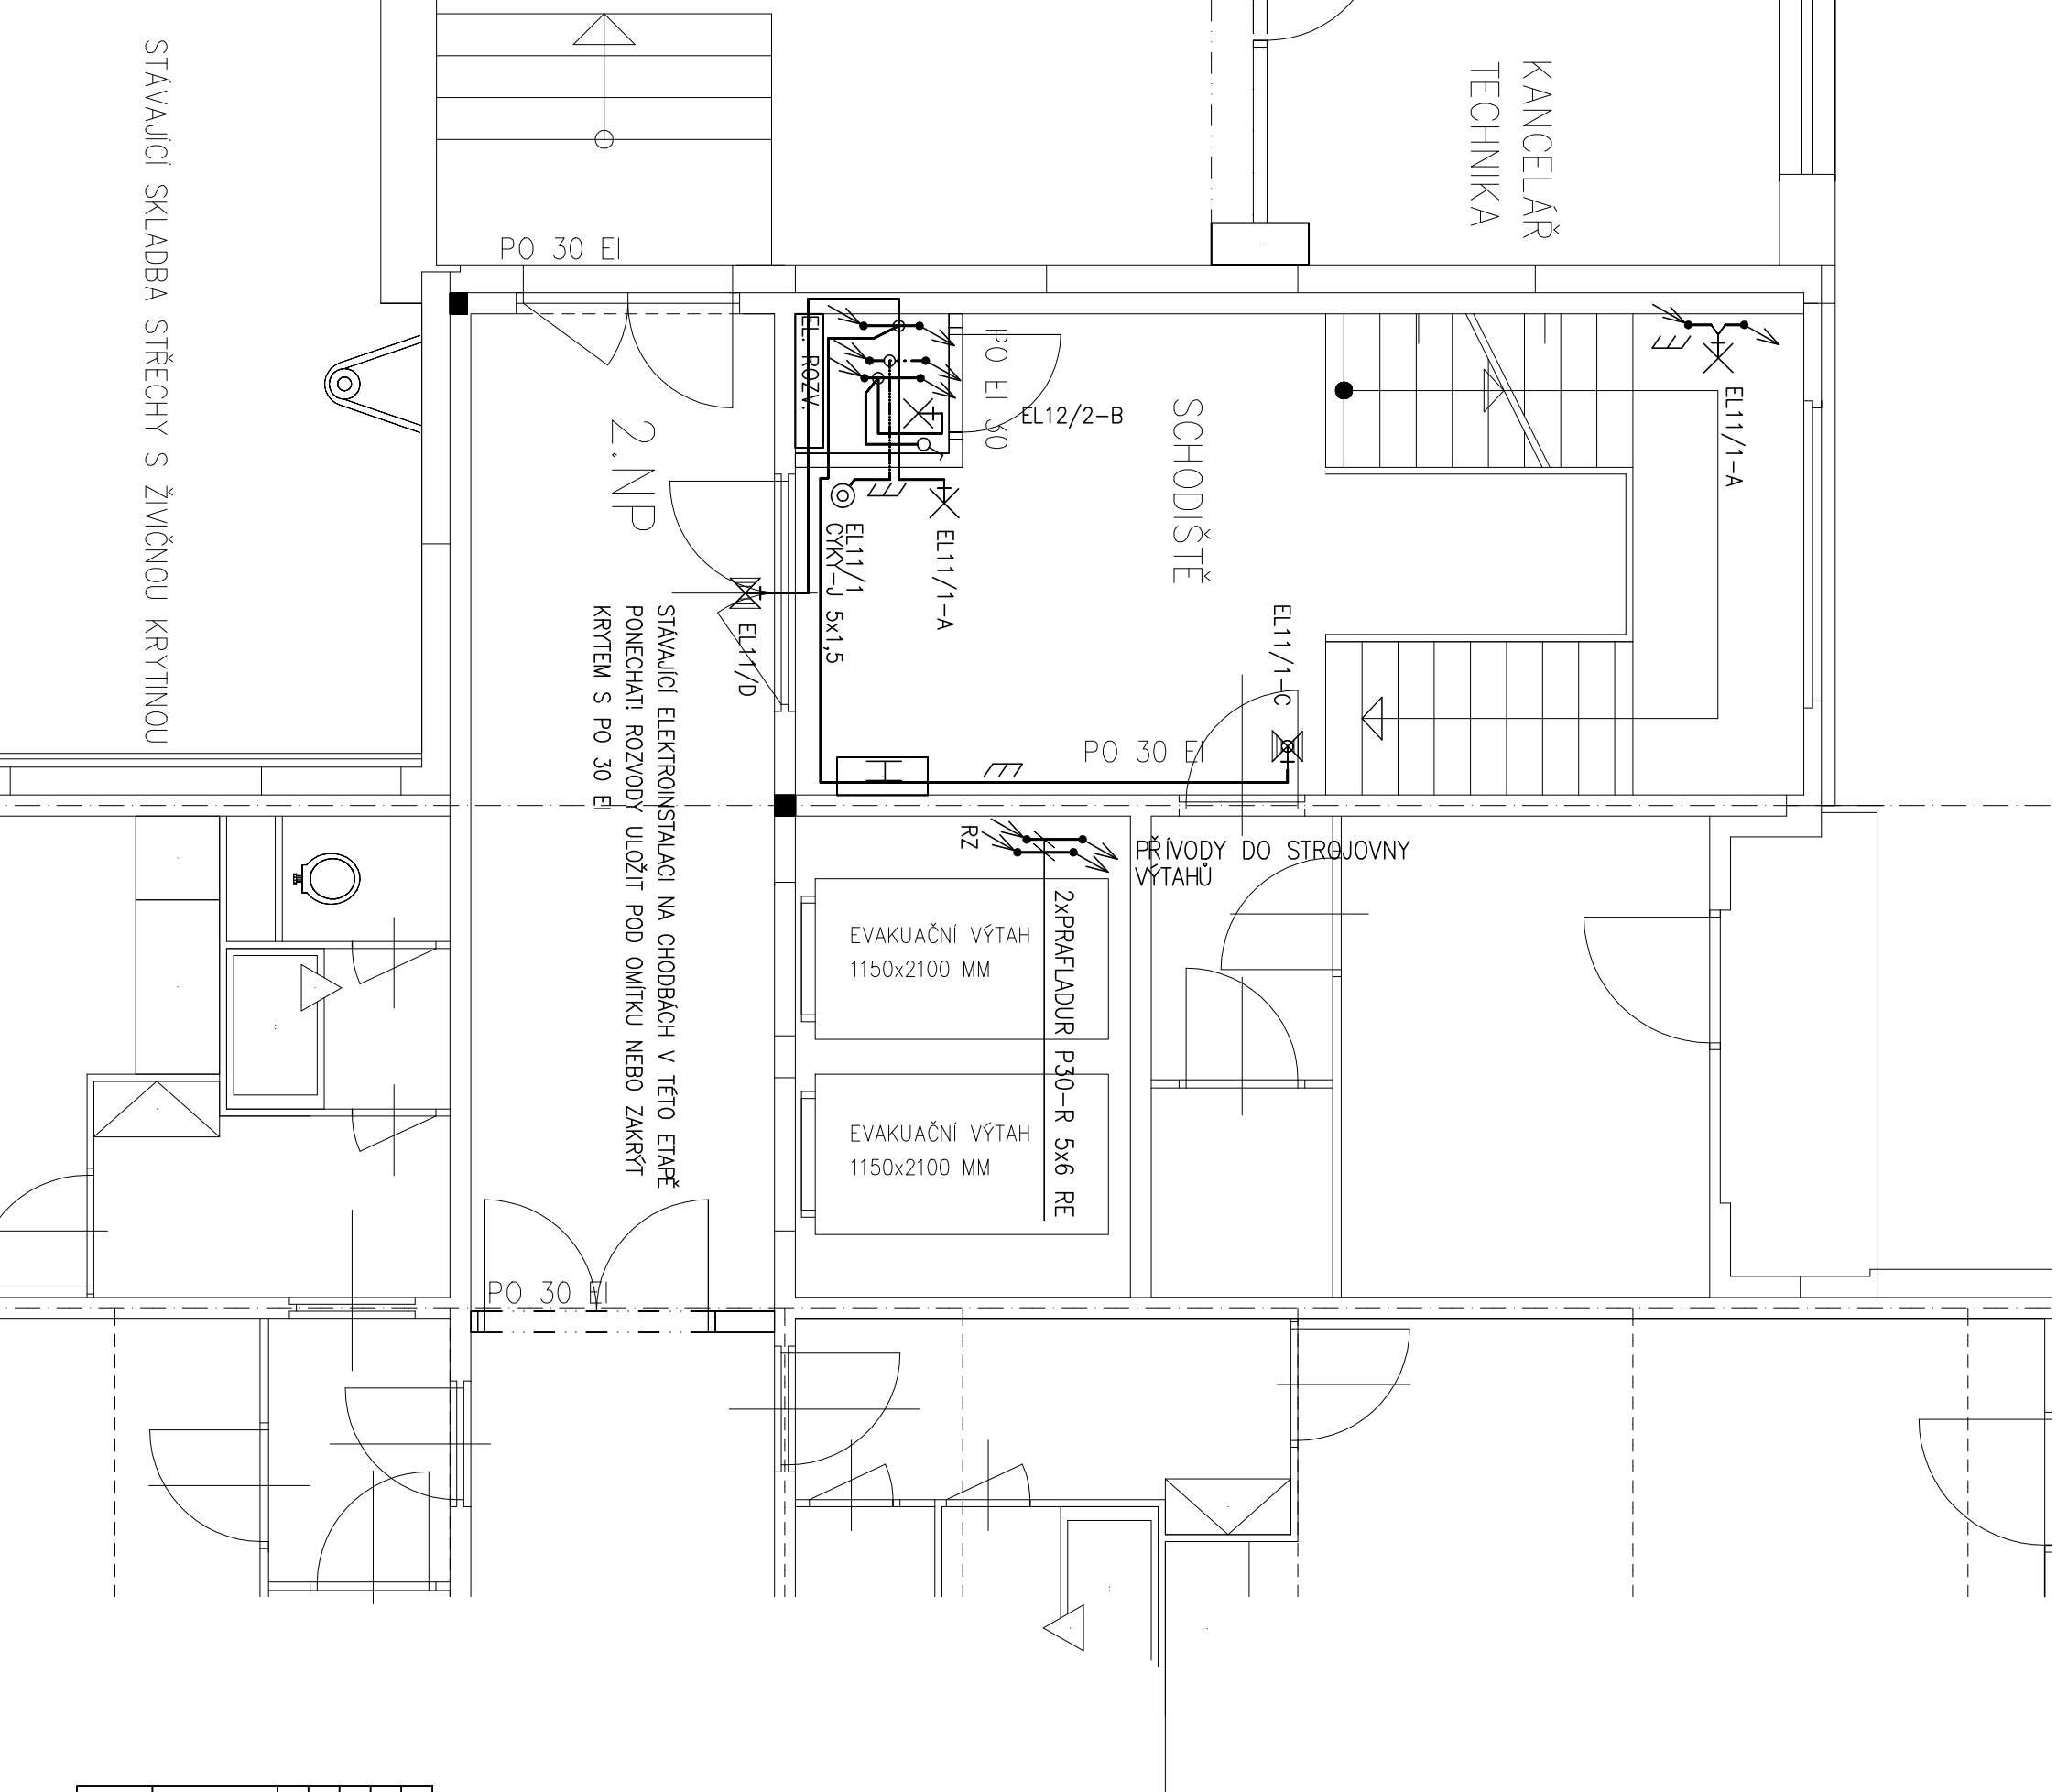 STÁVAJÍCÍ SKLADBA STŘECHY S ŽIVIČNOU KRYTINOU
PO 30 EI
KANCELÁŘ
TECHNIKA
EL. ROZV.
PO EI 30
EL12/2-B
SCHODIŠTĚ
EL11/1-A
2.NP
EL11/1
CYKY-J 5x1,5
EL11/1-A
EL11/D
EL11/1-C
PO 30 EI
STÁVAJÍCÍ ELEKTROINSTALACI NA CHODBÁCH V TÉTO ETAPĚ
PONECHAT! ROZVODY ULOŽIT POD OMÍTKU NEBO ZAKRÝT
KRYTEM S PO 30 EI
RZ
PŘÍVODY DO STROJOVNY
VÝTAHŮ
2xPRAFLADUR P30-R 5x6 RE
EVAKUAČNÍ VÝTAH
1150x2100 MM
EVAKUAČNÍ VÝTAH
1150x2100 MM
PO 30 EI